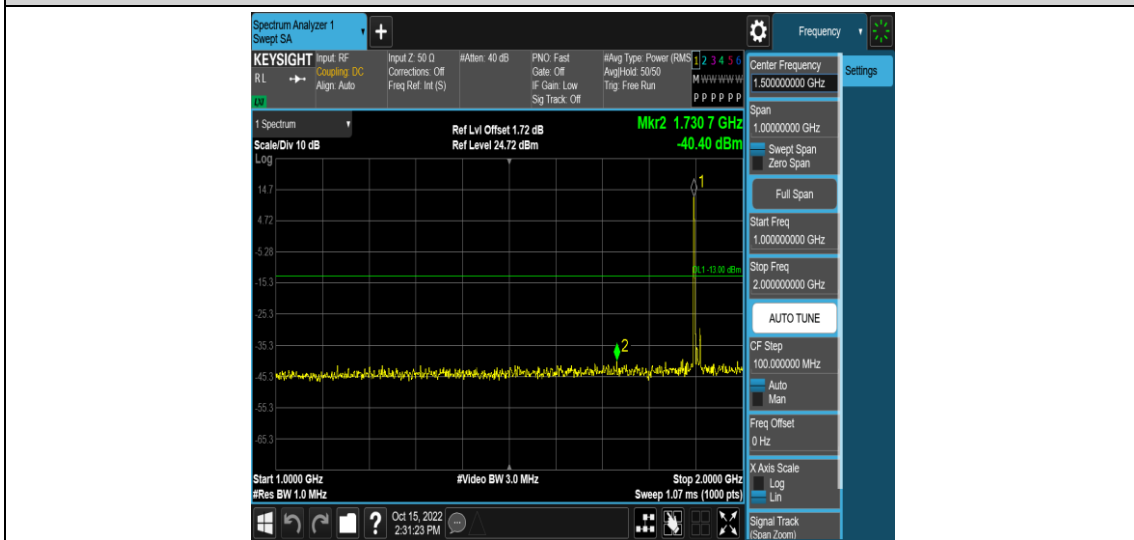 Spectrum Analyzer 1
Swept SA
+
Frequency
KEYSIGHT
RL
LXI
Input: RF
Coupling: DC
Align: Auto
Input Z: 50 Ω
Corrections: Off
Freq Ref: Int (S)
#Atten: 40 dB
PNO: Fast
Gate: Off
IF Gain: Low
Sig Track: Off
#Avg Type: Power (RMS
Avg|Hold: 50/50
Trig: Free Run
1 2 3 4 5 6
M W W W W W
P P P P P P
1 Spectrum
Scale/Div 10 dB
Log
Ref Lvl Offset 1.72 dB
Ref Level 24.72 dBm
Mkr2 1.730 7 GHz
-40.40 dBm
14.7
4.72
-5.28
-15.3
-25.3
-35.3
-45.3
-55.3
-65.3
1
DL1 -13.00 dBm
2
Start 1.0000 GHz
#Res BW 1.0 MHz
#Video BW 3.0 MHz
Stop 2.0000 GHz
Sweep 1.07 ms (1000 pts)
Center Frequency
1.500000000 GHz
Settings
Span
1.00000000 GHz
Swept Span
Zero Span
Full Span
Start Freq
1.000000000 GHz
Stop Freq
2.000000000 GHz
AUTO TUNE
CF Step
100.000000 MHz
Auto
Man
Freq Offset
0 Hz
X Axis Scale
Log
Lin
Signal Track
(Span Zoom)
?
Oct 15, 2022
2:31:23 PM